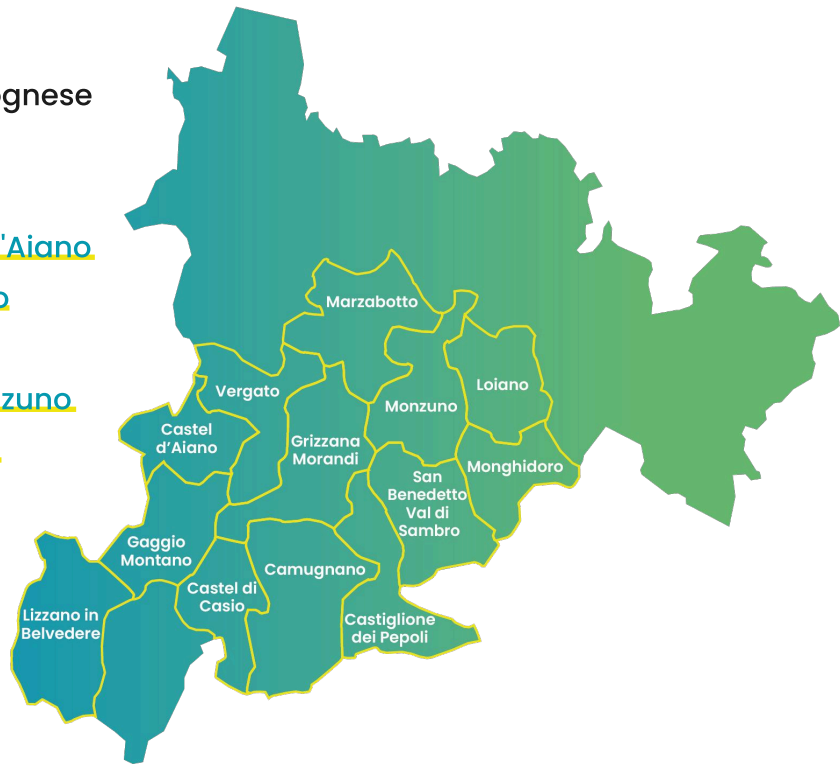 ognese
'Aiano
o
zuno
Marzabotto
Vergato
Loiano
Monzuno
Castel
d’Aiano
Grizzana
Morandi
Monghidoro
San
Benedetto
Val di
Sambro
Gaggio
Montano
Camugnano
Castel di
Casio
Lizzano in
Belvedere
Castiglione
dei Pepoli